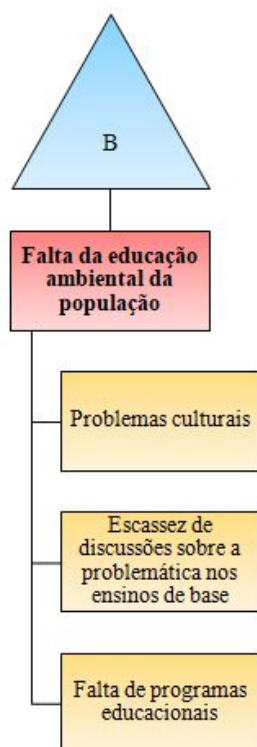 B
Falta da educação
ambiental da
população
Problemas culturais
Escassez de
discussões sobre a
problemática nos
ensinos de base
Falta de programas
educacionais